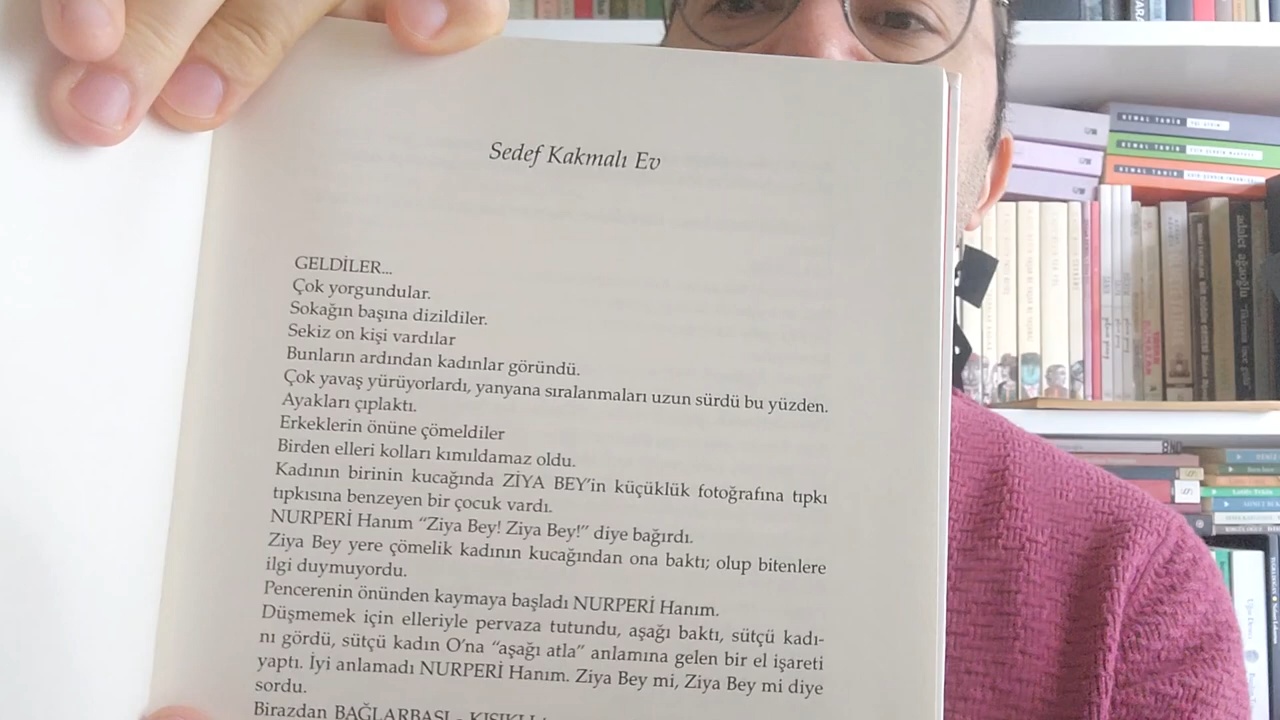 Sedef Kakmalı Ev
GELDİLER...
Çok yorgundular.
Sokağın başına dizildiler.
Sekiz on kişi vardılar
Bunların ardından kadınlar göründü.
Çok yavaş yürüyorlardı, yanyana sıralanmaları uzun sürdü bu yüzden.
Ayakları çıplaktı.
Erkeklerin önüne çömeldiler
Birden elleri kolları kımıldamaz oldu.
Kadının birinin kucağında ZİYA BEY'in küçüklük fotoğrafına tıpkı
tıpkısına benzeyen bir çocuk vardı.
NURPERİ Hanım "Ziya Bey! Ziya Bey!" diye bağırdı.
Ziya Bey yere çömelik kadının kucağından ona baktı; olup bitenlere
ilgi duymuyordu.
Pencerenin önünden kaymaya başladı NURPERİ Hanım.
Düşmemek için elleriyle pervaza tutundu, aşağı baktı, sütçü kadı-
nı gördü, sütçü kadın O'na "aşağı atla" anlamına gelen bir el işareti
yaptı. İyi anlamadı NURPERİ Hanım. Ziya Bey mi, Ziya Bey mi diye
sordu.
Birazdan BAĞLARBAŞI - KISIKLI
KEMAL TAHİR
KEMAL TAHİR
KEMAL TAHİR
adalet ağaoğlu